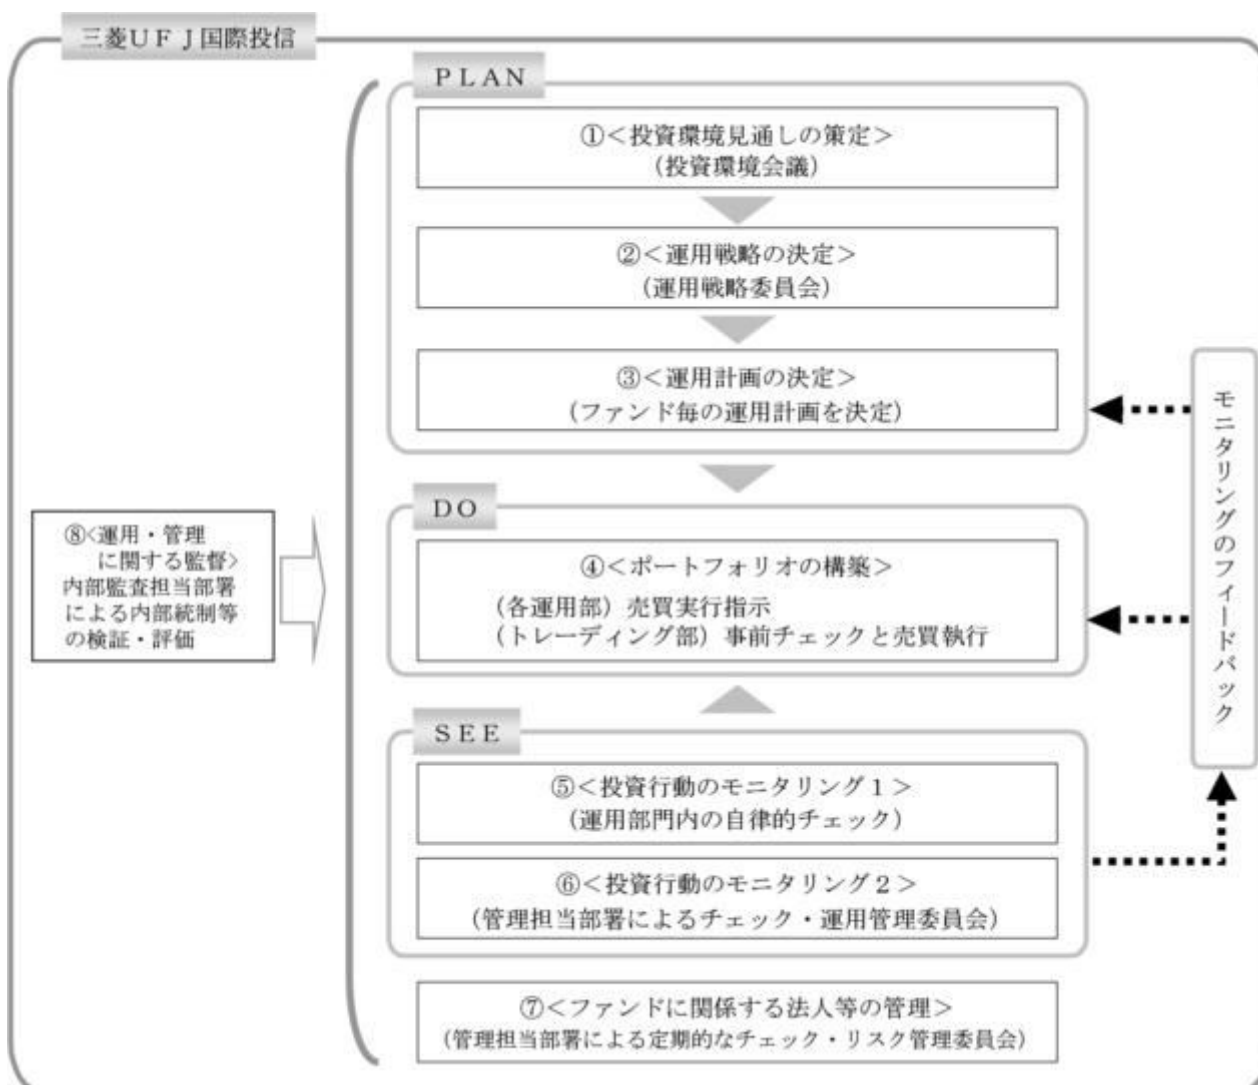 三菱UFJ国際投信
PLAN
①<投資環境見通しの策定>
(投資環境会議)
②<運用戦略の決定>
(運用戦略委員会)
③<運用計画の決定>
(ファンド毎の運用計画を決定)
DO
④<ポートフォリオの構築>
(各運用部)売買実行指示
(トレーディング部)事前チェックと売買執行
SEE
⑤<投資行動のモニタリング1>
(運用部門内の自律的チェック)
⑥<投資行動のモニタリング2>
(管理担当部署によるチェック・運用管理委員会)
⑦<ファンドに関係する法人等の管理>
(管理担当部署による定期的なチェック・リスク管理委員会)
⑧<運用・管理
に関する監督>
内部監査担当部署
による内部統制等
の検証・評価
モニタリングのフィードバック